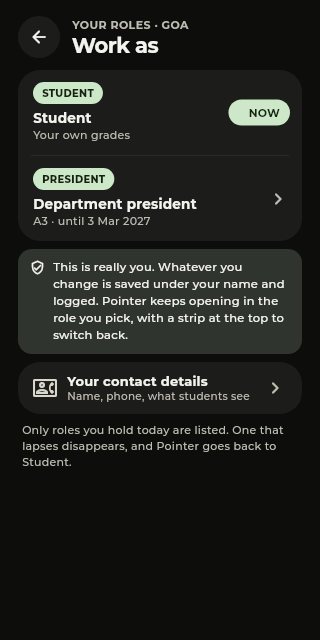 YOUR ROLES · GOA
Work as
STUDENT
Student
Your own grades
NOW
PRESIDENT
Department president
A3 · until 3 Mar 2027
This is really you. Whatever you
change is saved under your name and
logged. Pointer keeps opening in the
role you pick, with a strip at the top to
switch back.
Your contact details
Name, phone, what students see
Only roles you hold today are listed. One that
lapses disappears, and Pointer goes back to
Student.